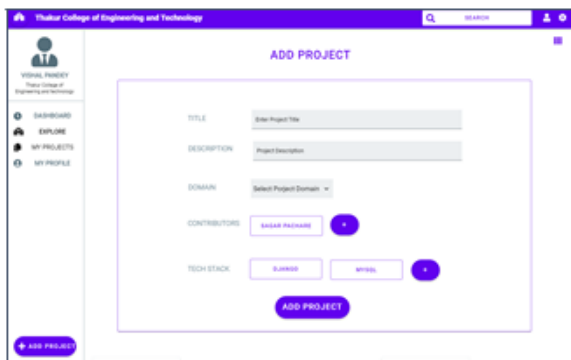 Thakur College of Engineering and Technology
SEARCH
VISHAL PANDEY
Thakur College of
Engineering and technology
DASHBOARD
EXPLORE
MY PROJECTS
MY PROFILE
+ ADD PROJECT
ADD PROJECT
TITLE
Enter Project Title
DESCRIPTION
Project Description
DOMAIN
Select Porject Domain
CONTRIBUTORS
SAGAR PACHARE
+
TECH STACK
DJANGO
MYSQL
+
ADD PROJECT